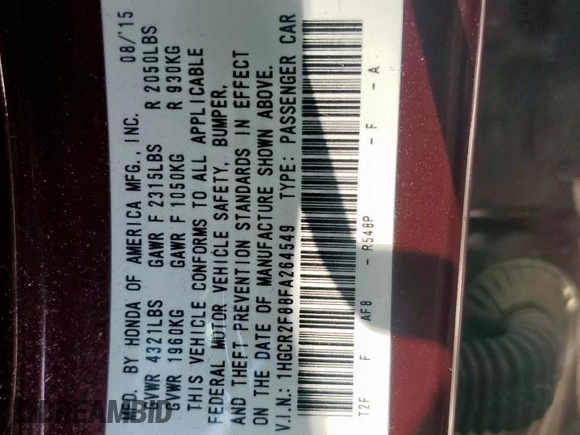 MFD. BY HONDA OF AMERICA MFG., INC. 08/'15
GVWR 4321LBS GAWR F 2315LBS R 2050LBS
GVWR 1960KG GAWR F 1050KG R 930KG
THIS VEHICLE CONFORMS TO ALL APPLICABLE
FEDERAL MOTOR VEHICLE SAFETY, BUMPER,
AND THEFT PREVENTION STANDARDS IN EFFECT
ON THE DATE OF MANUFACTURE SHOWN ABOVE.
V.I.N.: 1HGCR2F88FA264549 TYPE: PASSENGER CAR
T2F F AF8 -R548P -F -A